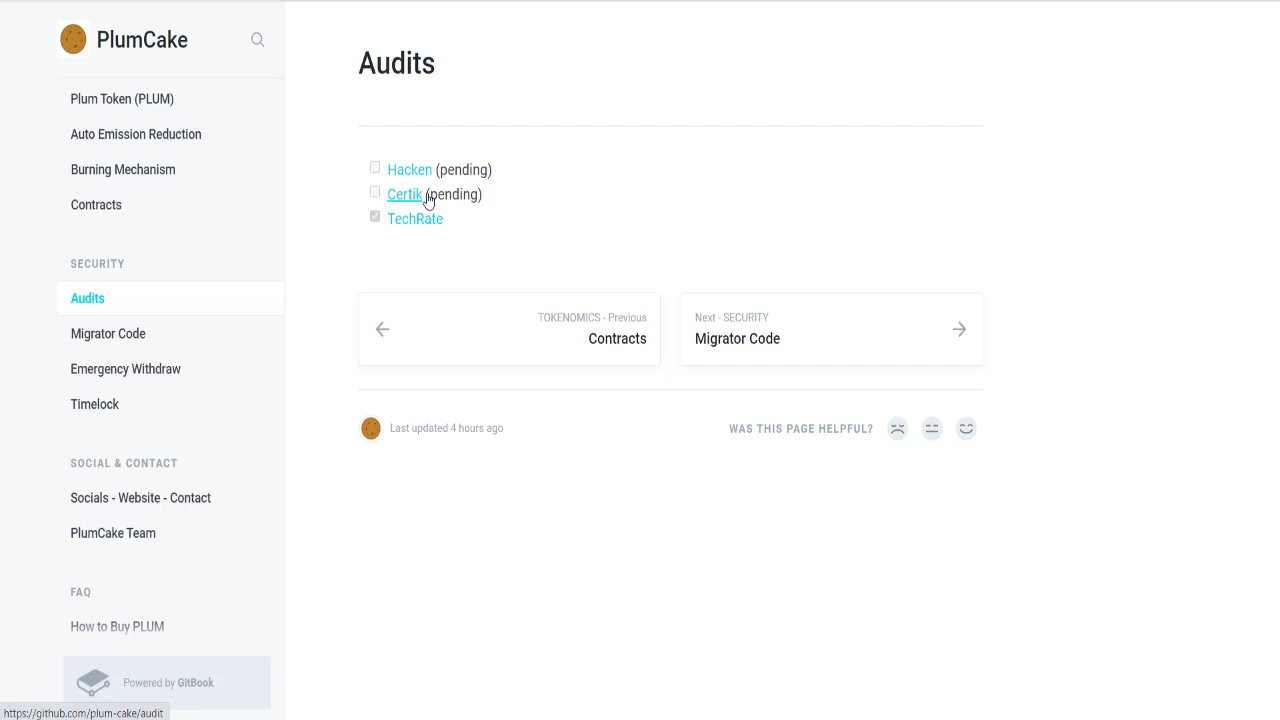 PlumCake
Plum Token (PLUM)
Auto Emission Reduction
Burning Mechanism
Contracts
SECURITY
Audits
Migrator Code
Emergency Withdraw
Timelock
SOCIAL & CONTACT
Socials - Website - Contact
PlumCake Team
FAQ
How to Buy PLUM
Powered by GitBook
https://github.com/plum-cake/audit
Audits
Hacken (pending)
Certik (pending)
TechRate
TOKENOMICS - Previous
Contracts
Next - SECURITY
Migrator Code
Last updated 4 hours ago
WAS THIS PAGE HELPFUL?